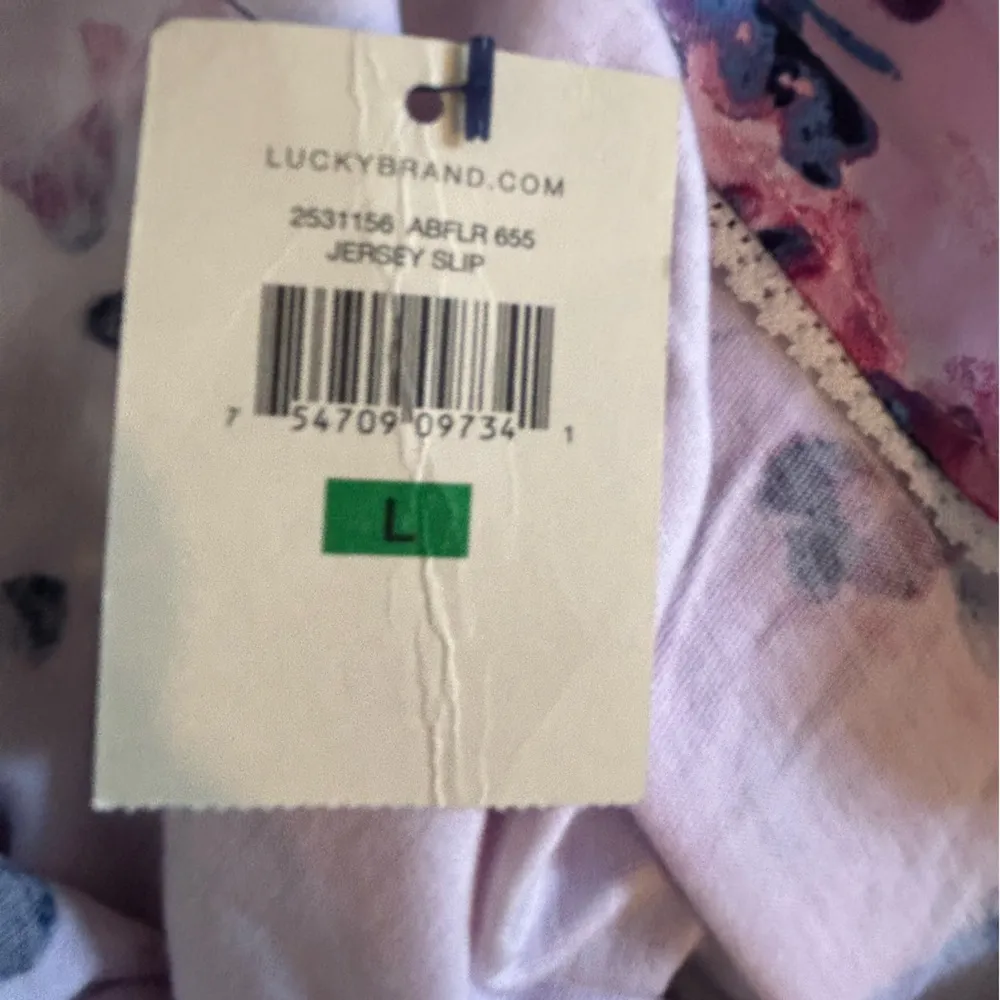 LUCKYBRAND.COM
2531156 ABFLR 655
JERSEY SLIP
7 54709 09734 1
L